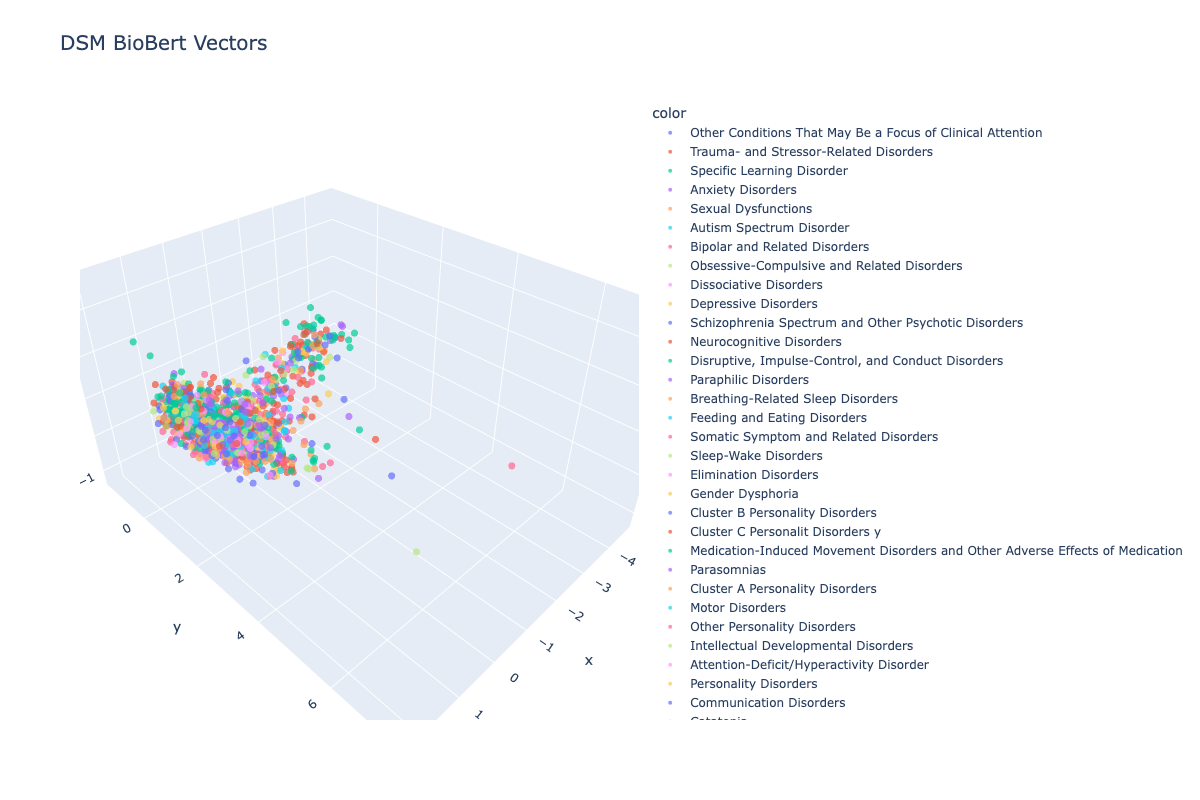 DSM BioBert Vectors
color
Other Conditions That May Be a Focus of Clinical Attention
Trauma- and Stressor-Related Disorders
Specific Learning Disorder
Anxiety Disorders
Sexual Dysfunctions
Autism Spectrum Disorder
Bipolar and Related Disorders
Obsessive-Compulsive and Related Disorders
Dissociative Disorders
Depressive Disorders
Schizophrenia Spectrum and Other Psychotic Disorders
Neurocognitive Disorders
Disruptive, Impulse-Control, and Conduct Disorders
Paraphilic Disorders
Breathing-Related Sleep Disorders
Feeding and Eating Disorders
Somatic Symptom and Related Disorders
Sleep-Wake Disorders
Elimination Disorders
Gender Dysphoria
Cluster B Personality Disorders
Cluster C Personalit Disorders y
Medication-Induced Movement Disorders and Other Adverse Effects of Medication
Parasomnias
Cluster A Personality Disorders
Motor Disorders
Other Personality Disorders
Intellectual Developmental Disorders
Attention-Deficit/Hyperactivity Disorder
Personality Disorders
Communication Disorders
−1
0
2
4
6
y
−4
−3
−2
−1
0
1
x